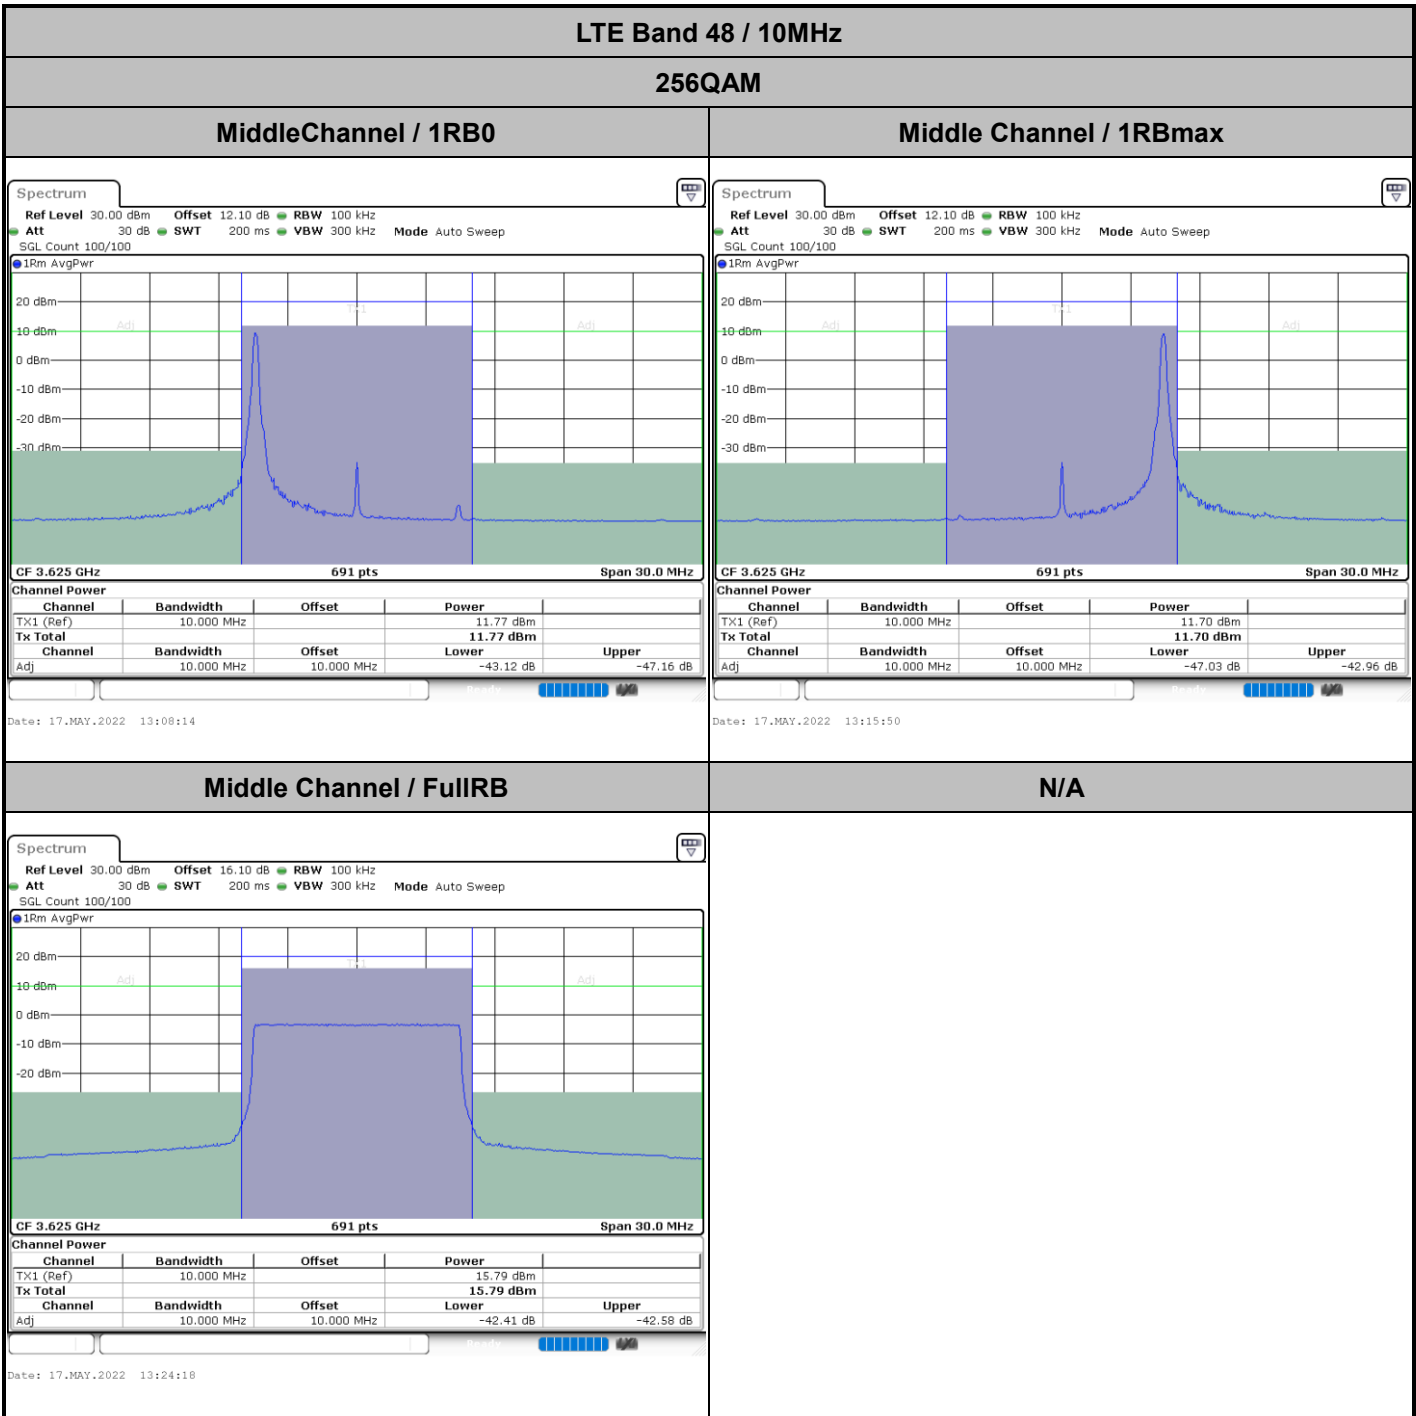 LTE Band 48 / 10MHz
256QAM
MiddleChannel / 1RB0
Middle Channel / 1RBmax
Spectrum
Ref Level 30.00 dBm Offset 12.10 dB RBW 100 kHz
Att 30 dB SWT 200 ms VBW 300 kHz Mode Auto Sweep
SGL Count 100/100
1Rm AvgPwr
TX1
20 dBm
Adj
Adj
10 dBm
0 dBm
-10 dBm
-20 dBm
-30 dBm
CF 3.625 GHz 691 pts Span 30.0 MHz
Channel Power
Channel Bandwidth Offset Power
TX1 (Ref) 10.000 MHz 11.77 dBm
Tx Total 11.77 dBm
Channel Bandwidth Offset Lower Upper
Adj 10.000 MHz 10.000 MHz -43.12 dB -47.16 dB
Ready
Date: 17.MAY.2022 13:08:14
Spectrum
Ref Level 30.00 dBm Offset 12.10 dB RBW 100 kHz
Att 30 dB SWT 200 ms VBW 300 kHz Mode Auto Sweep
SGL Count 100/100
1Rm AvgPwr
TX1
20 dBm
Adj
Adj
10 dBm
0 dBm
-10 dBm
-20 dBm
-30 dBm
CF 3.625 GHz 691 pts Span 30.0 MHz
Channel Power
Channel Bandwidth Offset Power
TX1 (Ref) 10.000 MHz 11.70 dBm
Tx Total 11.70 dBm
Channel Bandwidth Offset Lower Upper
Adj 10.000 MHz 10.000 MHz -47.03 dB -42.96 dB
Ready
Date: 17.MAY.2022 13:15:50
Middle Channel / FullRB
N/A
Spectrum
Ref Level 30.00 dBm Offset 16.10 dB RBW 100 kHz
Att 30 dB SWT 200 ms VBW 300 kHz Mode Auto Sweep
SGL Count 100/100
1Rm AvgPwr
TX1
20 dBm
Adj
Adj
10 dBm
0 dBm
-10 dBm
-20 dBm
CF 3.625 GHz 691 pts Span 30.0 MHz
Channel Power
Channel Bandwidth Offset Power
TX1 (Ref) 10.000 MHz 15.79 dBm
Tx Total 15.79 dBm
Channel Bandwidth Offset Lower Upper
Adj 10.000 MHz 10.000 MHz -42.41 dB -42.58 dB
Ready
Date: 17.MAY.2022 13:24:18